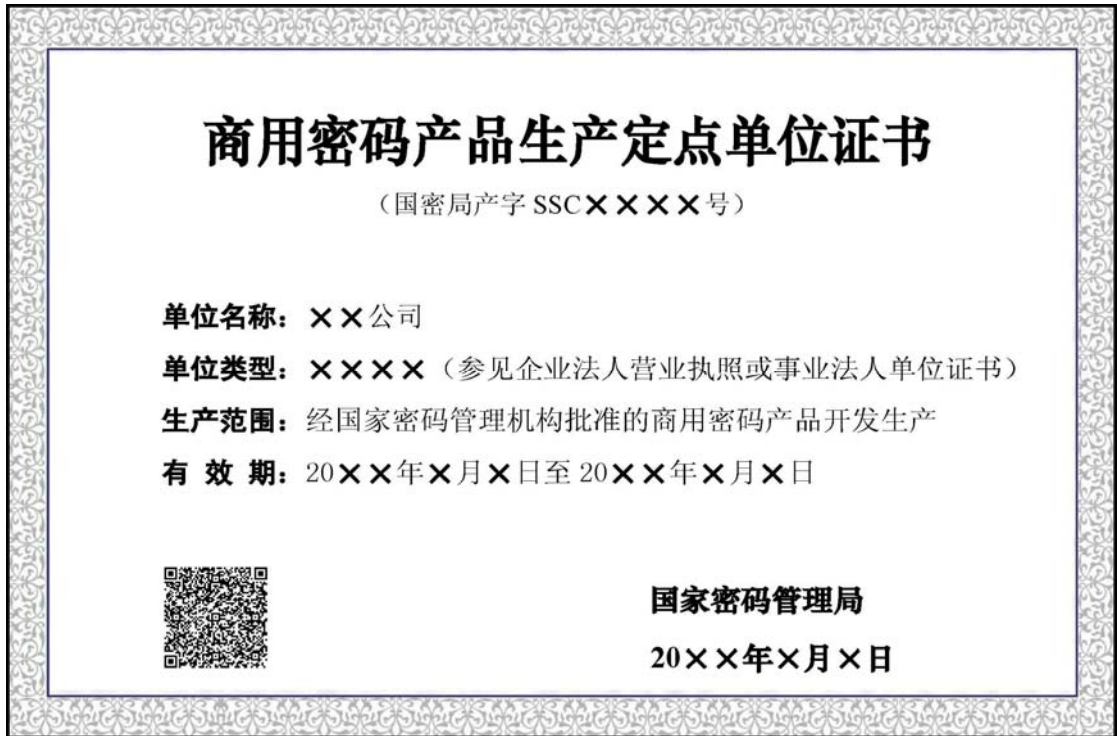 商用密码产品生产定点单位证书
（国密局产字 SSC××××号）
单位名称：××公司
单位类型：××××（参见企业法人营业执照或事业法人单位证书）
生产范围：经国家密码管理机构批准的商用密码产品开发生产
有 效 期：20××年×月×日至 20××年×月×日
国家密码管理局
20××年×月×日